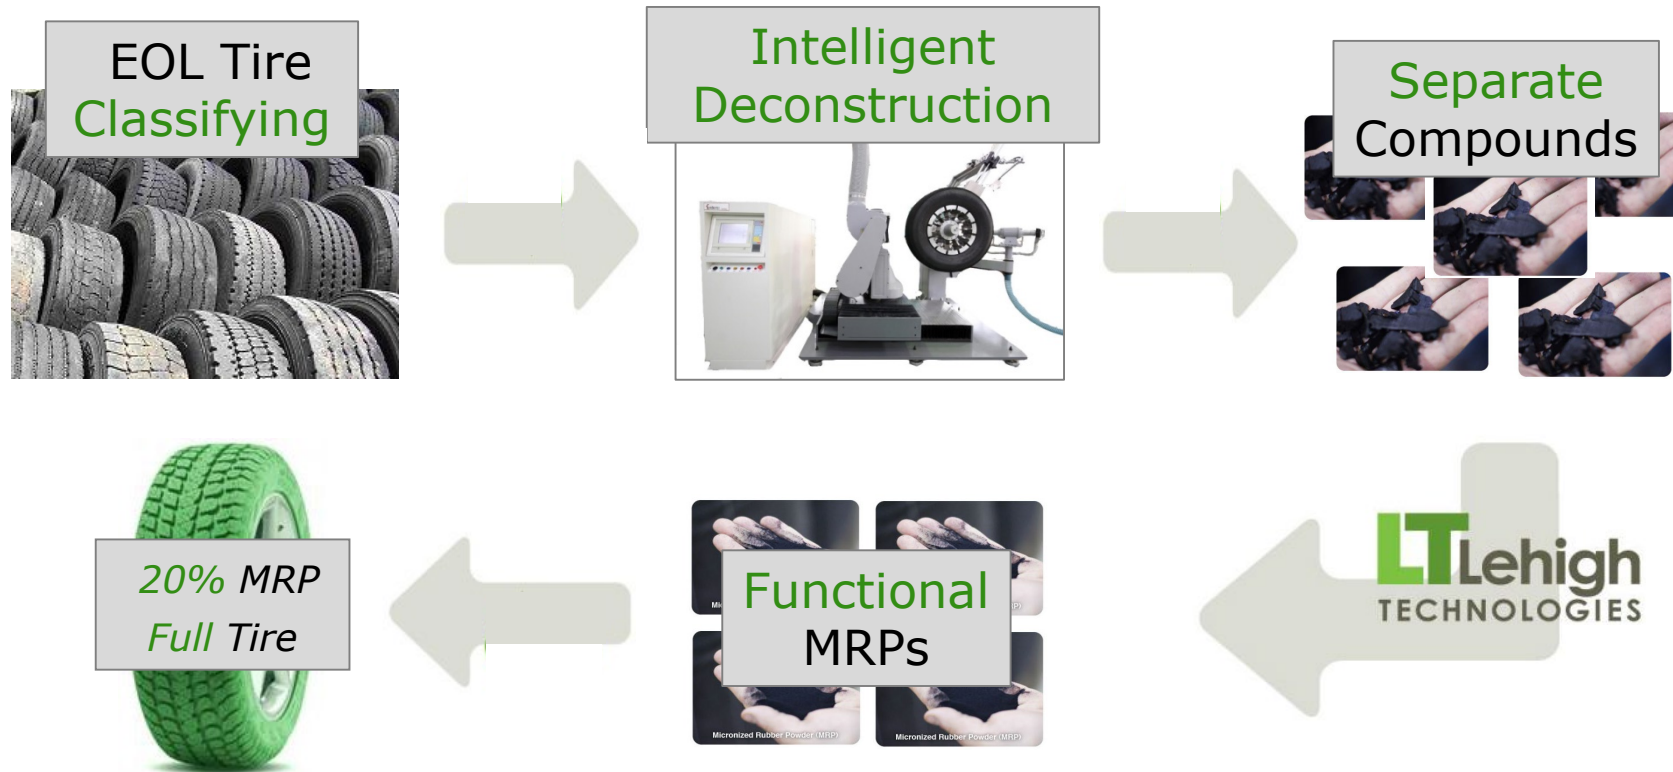 EOL Tire
Classifying
Intelligent
Deconstruction
Separate
Compounds
LT Lehigh
TECHNOLOGIES
Functional
MRPs
Micronized Rubber Powder (MRP)
Micronized Rubber Powder (MRP)
20% MRP
Full Tire